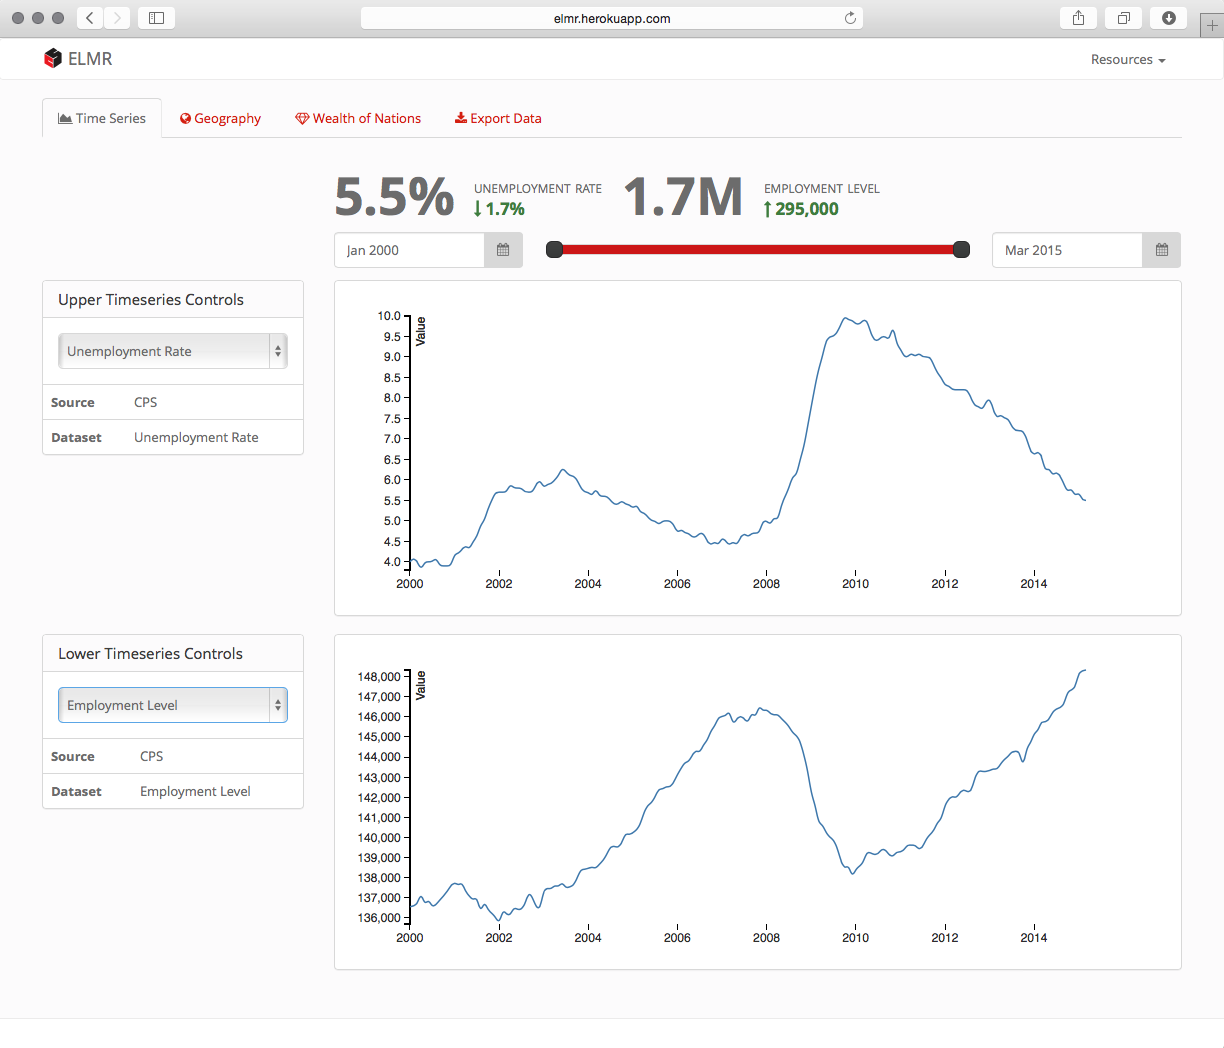 elmr.herokuapp.com
ELMR
Resources
Time Series
Geography
Wealth of Nations
Export Data
5.5%
UNEMPLOYMENT RATE
1.7%
1.7M
EMPLOYMENT LEVEL
295,000
Jan 2000
Mar 2015
Upper Timeseries Controls
Unemployment Rate
Source CPS
Dataset Unemployment Rate
Value
10.0
9.5
9.0
8.5
8.0
7.5
7.0
6.5
6.0
5.5
5.0
4.5
4.0
2000 2002 2004 2006 2008 2010 2012 2014
Lower Timeseries Controls
Employment Level
Source CPS
Dataset Employment Level
Value
148,000
147,000
146,000
145,000
144,000
143,000
142,000
141,000
140,000
139,000
138,000
137,000
136,000
2000 2002 2004 2006 2008 2010 2012 2014